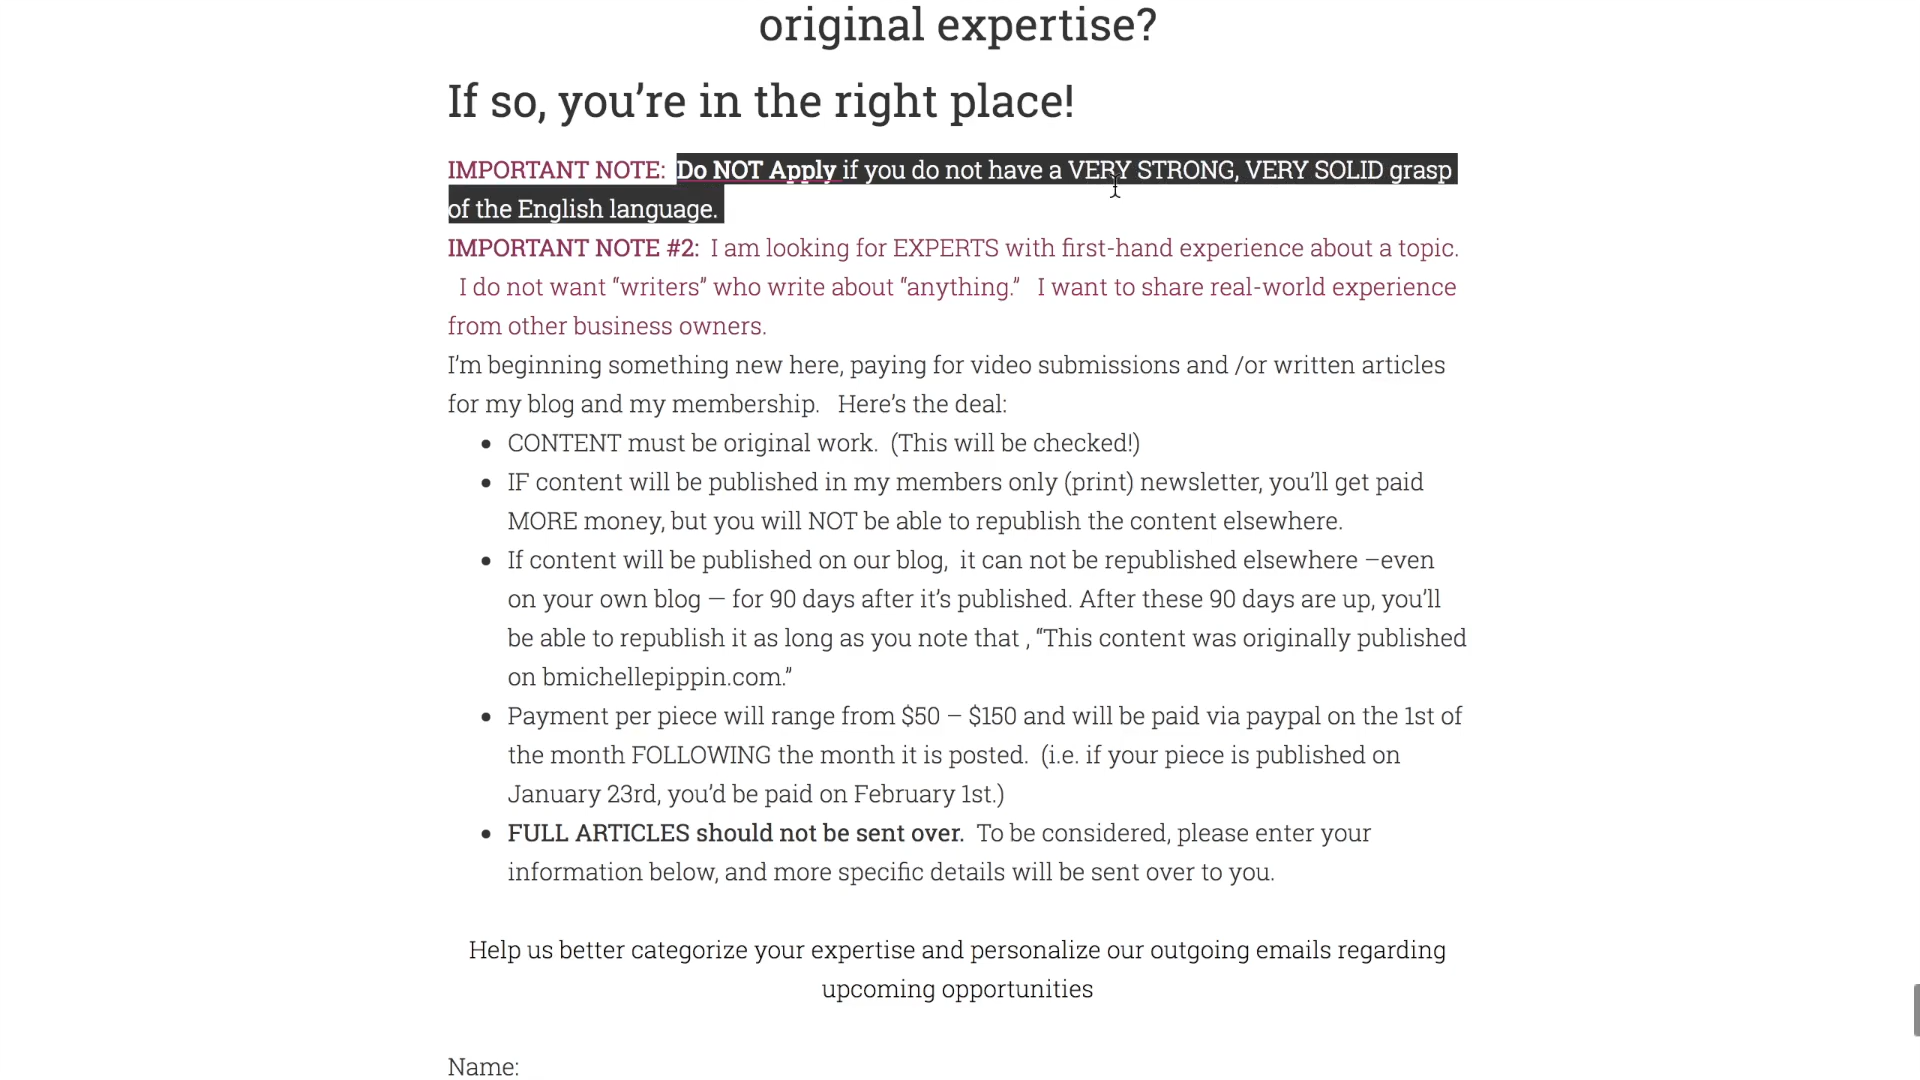 original expertise?
If so, you’re in the right place!
IMPORTANT NOTE: Do NOT Apply if you do not have a VERY STRONG, VERY SOLID grasp
of the English language.
IMPORTANT NOTE #2: I am looking for EXPERTS with first-hand experience about a topic.
I do not want “writers” who write about “anything.” I want to share real-world experience
from other business owners.
I’m beginning something new here, paying for video submissions and /or written articles
for my blog and my membership. Here’s the deal:
• CONTENT must be original work. (This will be checked!)
• IF content will be published in my members only (print) newsletter, you’ll get paid
MORE money, but you will NOT be able to republish the content elsewhere.
• If content will be published on our blog, it can not be republished elsewhere –even
on your own blog — for 90 days after it’s published. After these 90 days are up, you’ll
be able to republish it as long as you note that , “This content was originally published
on bmichellepippin.com.”
• Payment per piece will range from $50 – $150 and will be paid via paypal on the 1st of
the month FOLLOWING the month it is posted. (i.e. if your piece is published on
January 23rd, you’d be paid on February 1st.)
• FULL ARTICLES should not be sent over. To be considered, please enter your
information below, and more specific details will be sent over to you.
Help us better categorize your expertise and personalize our outgoing emails regarding
upcoming opportunities
Name: